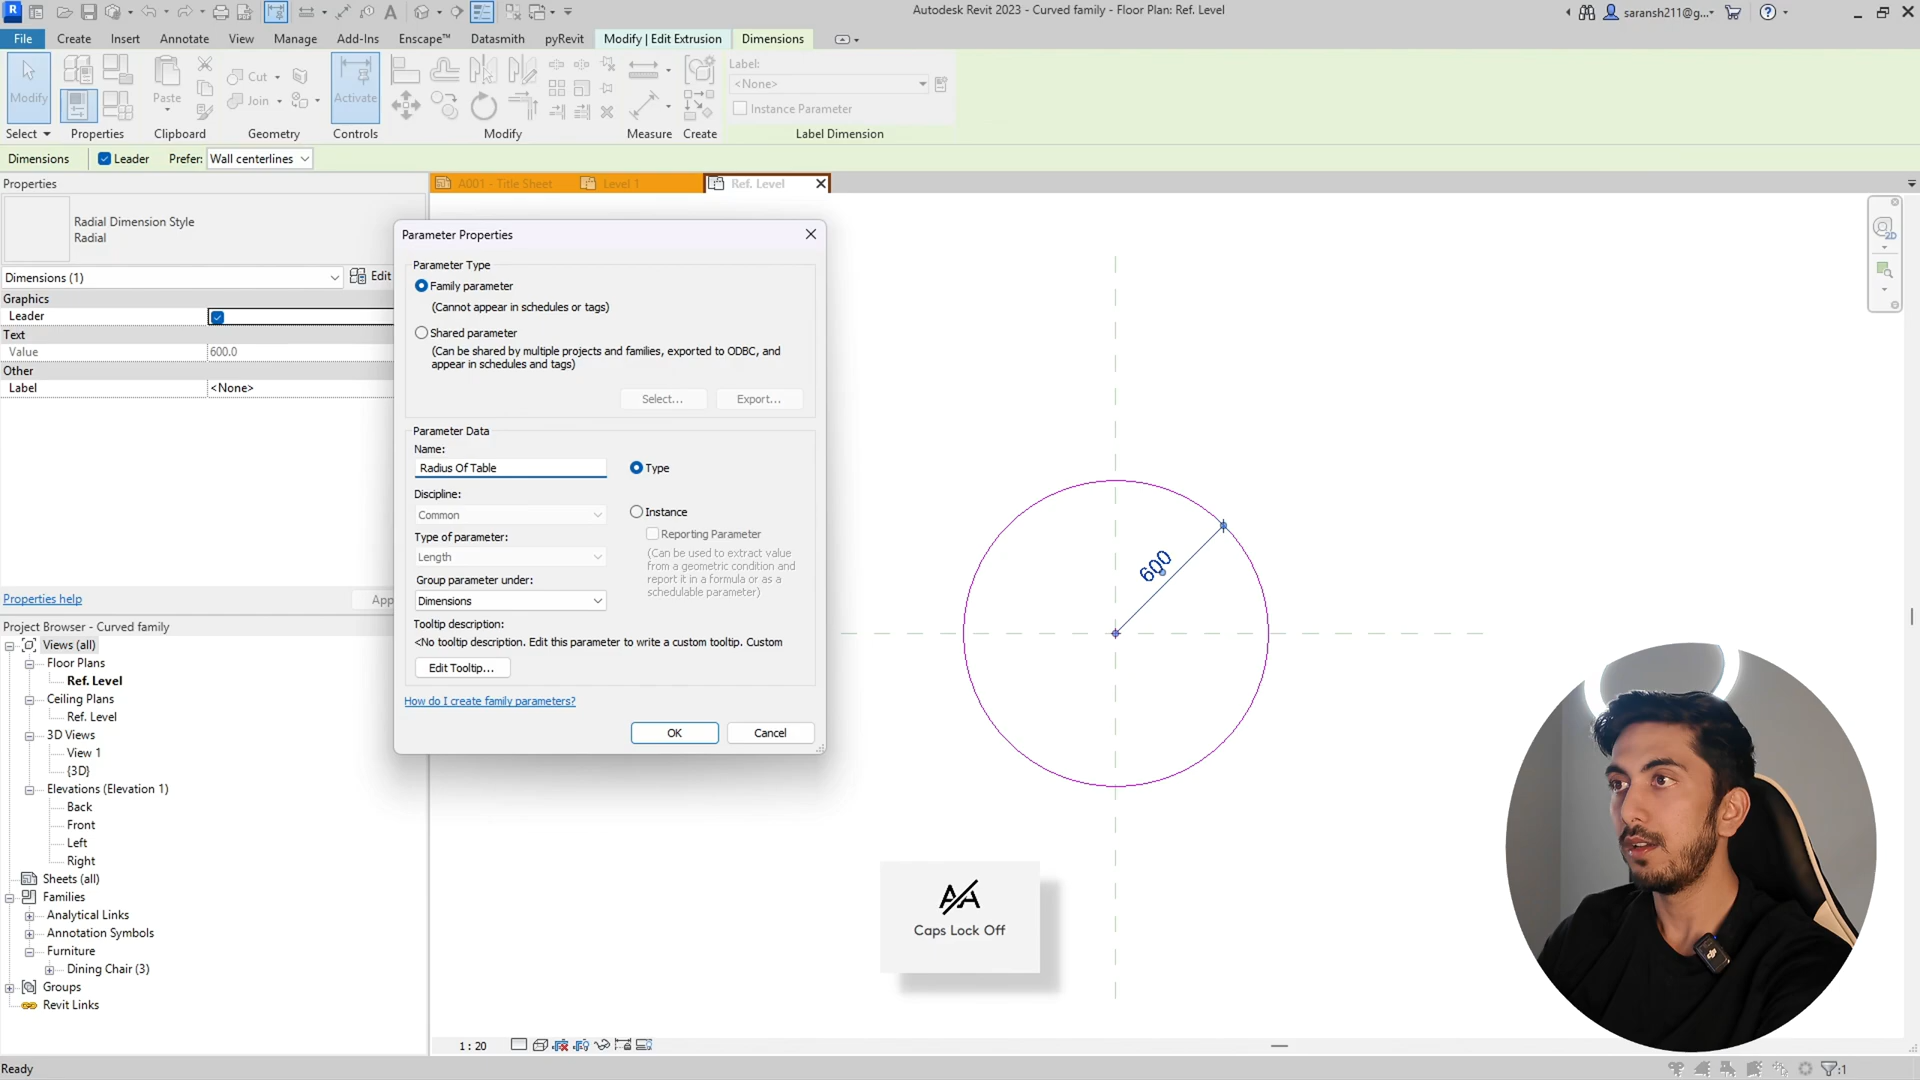 Autodesk Revit 2023 - Curved family - Floor Plan: Ref. Level
saransh211@g...
File Create Insert Annotate View Manage Add-Ins Enscape™ Datasmith pyRevit Modify | Edit Extrusion Dimensions
Modify
Paste
Cut
Join
Activate
Label:
<None>
Instance Parameter
Select Properties Clipboard Geometry Controls Modify Measure Create Label Dimension
Dimensions Leader Prefer: Wall centerlines
Properties
A001 - Title Sheet
Level 1
Ref. Level
Radial Dimension Style
Radial
Dimensions (1)
Edit
Graphics
Leader
Text
Value 600.0
Other
Label <None>
Properties help
App
Parameter Properties
Parameter Type
Family parameter
(Cannot appear in schedules or tags)
Shared parameter
(Can be shared by multiple projects and families, exported to ODBC, and
appear in schedules and tags)
Select...
Export...
Parameter Data
Name:
Radius Of Table
Type
Discipline:
Common
Instance
Type of parameter:
Reporting Parameter
Length
(Can be used to extract value
from a geometric condition and
report it in a formula or as a
schedulable parameter)
Group parameter under:
Dimensions
Tooltip description:
<No tooltip description. Edit this parameter to write a custom tooltip. Custom
Edit Tooltip...
How do I create family parameters?
OK
Cancel
600
2D
Project Browser - Curved family
Views (all)
Floor Plans
Ref. Level
Ceiling Plans
Ref. Level
3D Views
View 1
{3D}
Elevations (Elevation 1)
Back
Front
Left
Right
Sheets (all)
Families
Analytical Links
Annotation Symbols
Furniture
Dining Chair (3)
Groups
Revit Links
Caps Lock Off
1 : 20
Ready
:1